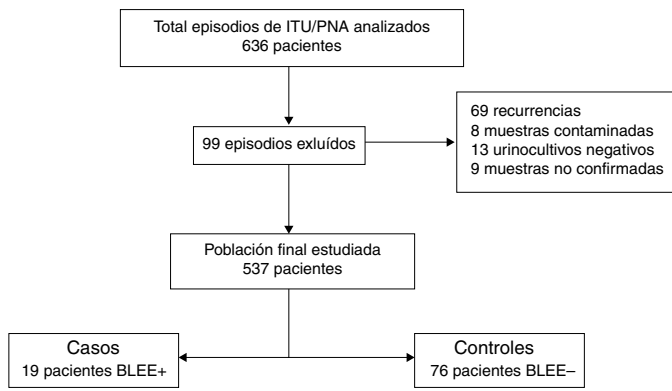 Total episodios de ITU/PNA analizados
636 pacientes
99 episodios exluídos
69 recurrencias
8 muestras contaminadas
13 urinocultivos negativos
9 muestras no confirmadas
Población final estudiada
537 pacientes
Casos
19 pacientes BLEE+
Controles
76 pacientes BLEE–